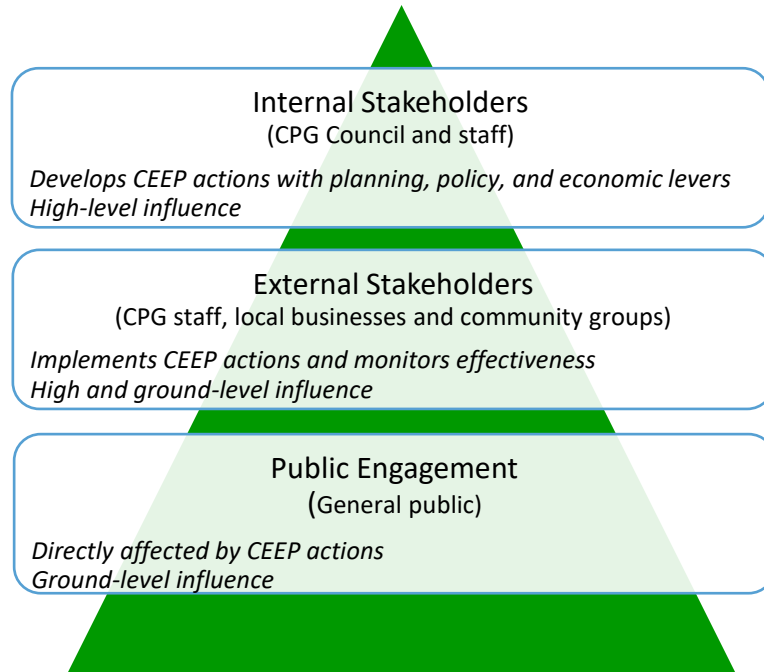 Internal Stakeholders
(CPG Council and staff)
Develops CEEP actions with planning, policy, and economic levers
High-level influence
External Stakeholders
(CPG staff, local businesses and community groups)
Implements CEEP actions and monitors effectiveness
High and ground-level influence
Public Engagement
(General public)
Directly affected by CEEP actions
Ground-level influence